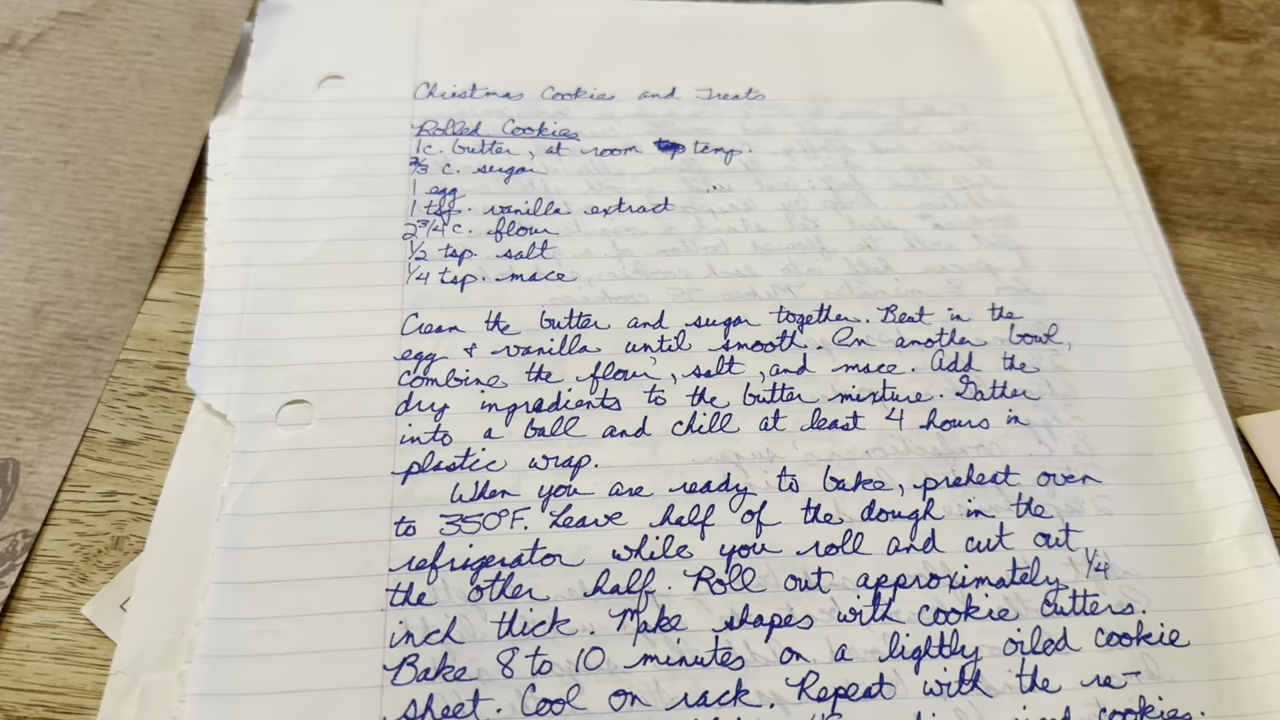 Christmas Cookies and Treats
Rolled Cookies
1c. butter, at room temp.
2/3 c. sugar
1 egg
1 tsp. vanilla extract
2 3/4 c. flour
1/2 tsp. salt
1/4 tsp. mace
Cream the butter and sugar together. Beat in the
egg & vanilla until smooth. In another bowl,
combine the flour, salt, and mace. Add the
dry ingredients to the butter mixture. Gather
into a ball and chill at least 4 hours in
plastic wrap.
When you are ready to bake, preheat oven
to 350°F. Leave half of the dough in the
refrigerator while you roll and cut out
the other half. Roll out approximately 1/4
inch thick. Make shapes with cookie cutters.
Bake 8 to 10 minutes on a lightly oiled cookie
sheet. Cool on rack. Repeat with the re-
cookies.